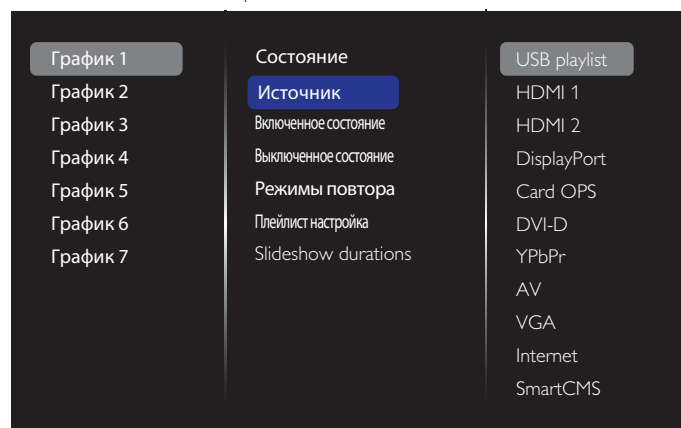 График 1
График 2
График 3
График 4
График 5
График 6
График 7
Состояние
Источник
Включенное состояние
Выключенное состояние
Режимы повтора
Плейлист настройка
Slideshow durations
USB playlist
HDMI 1
HDMI 2
DisplayPort
Card OPS
DVI-D
YPbPr
AV
VGA
Internet
SmartCMS